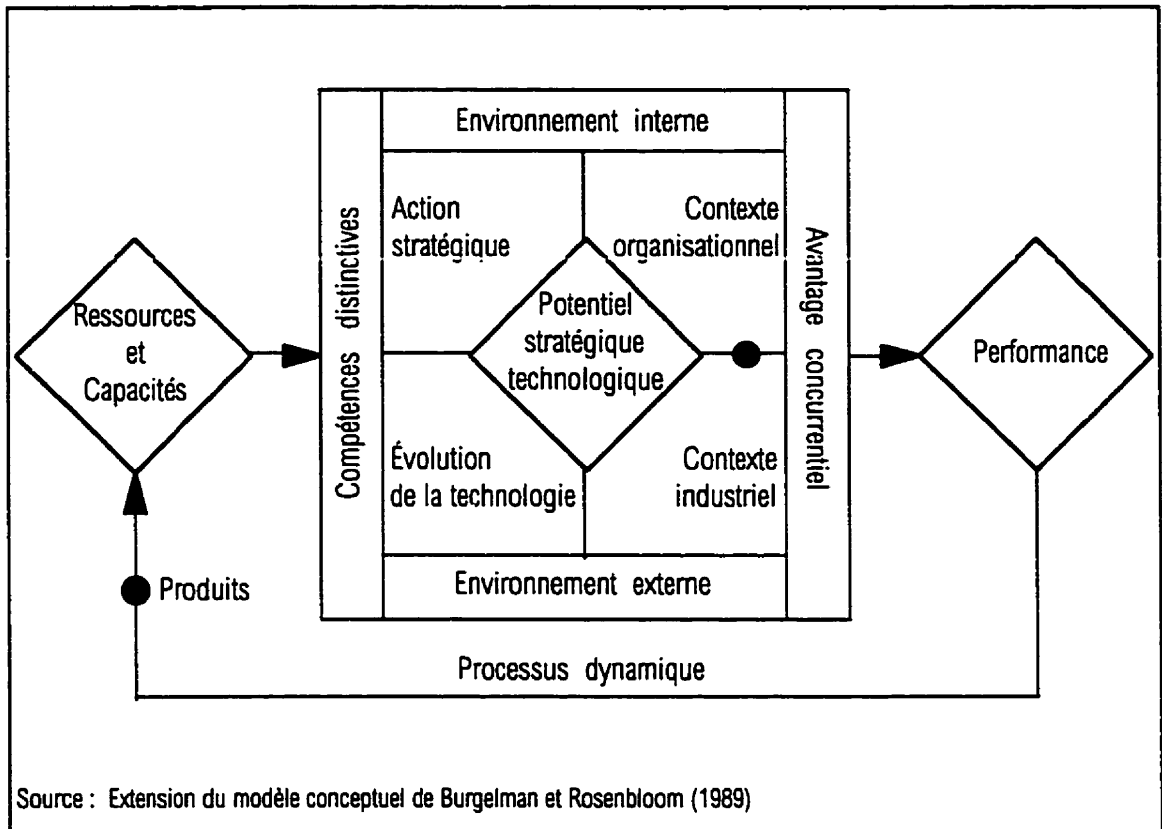 Environnement interne
Compétences distinctives
Action
stratégique
Contexte
organisationnel
Avantage concurrentiel
Ressources
et
Capacités
Potentiel
stratégique
technologique
Performance
Évolution
de la technologie
Contexte
industriel
Environnement externe
Produits
Processus dynamique
Source : Extension du modèle conceptuel de Burgelman et Rosenbloom (1989)